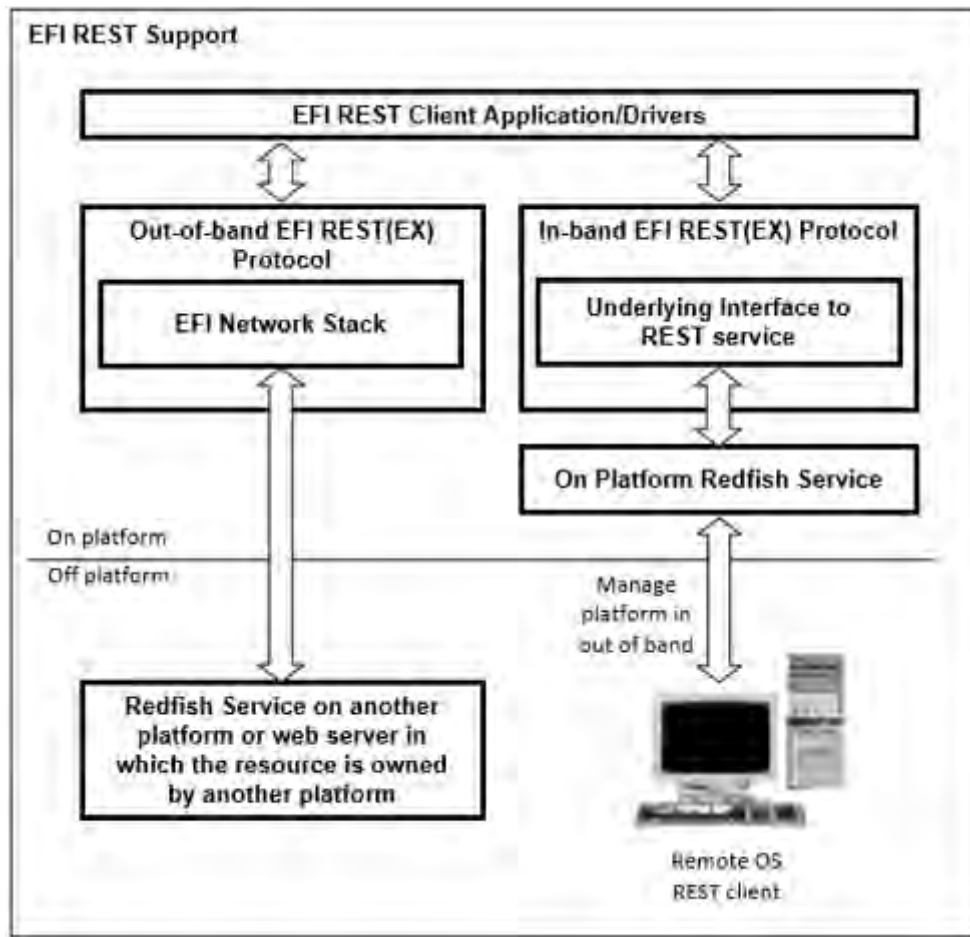 EFI REST Support
EFI REST Client Application/Drivers
Out-of-band EFI REST(EX)
Protocol
EFI Network Stack
In-band EFI REST(EX) Protocol
Underlying Interface to
REST service
On Platform Redfish Service
On platform
Off platform
Manage
platform in
out of band
Redfish Service on another
platform or web server in
which the resource is owned
by another platform
Remote OS
REST client